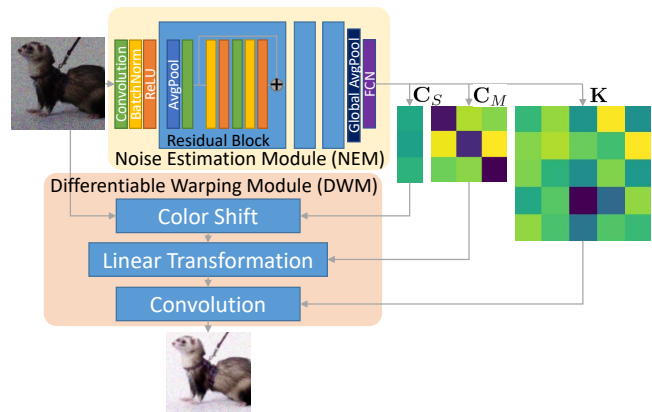 Convolution
BatchNorm
ReLU
AvgPool
Residual Block
Global AvgPool
FCN
Noise Estimation Module (NEM)
C_S
C_M
K
Differentiable Warping Module (DWM)
Color Shift
Linear Transformation
Convolution